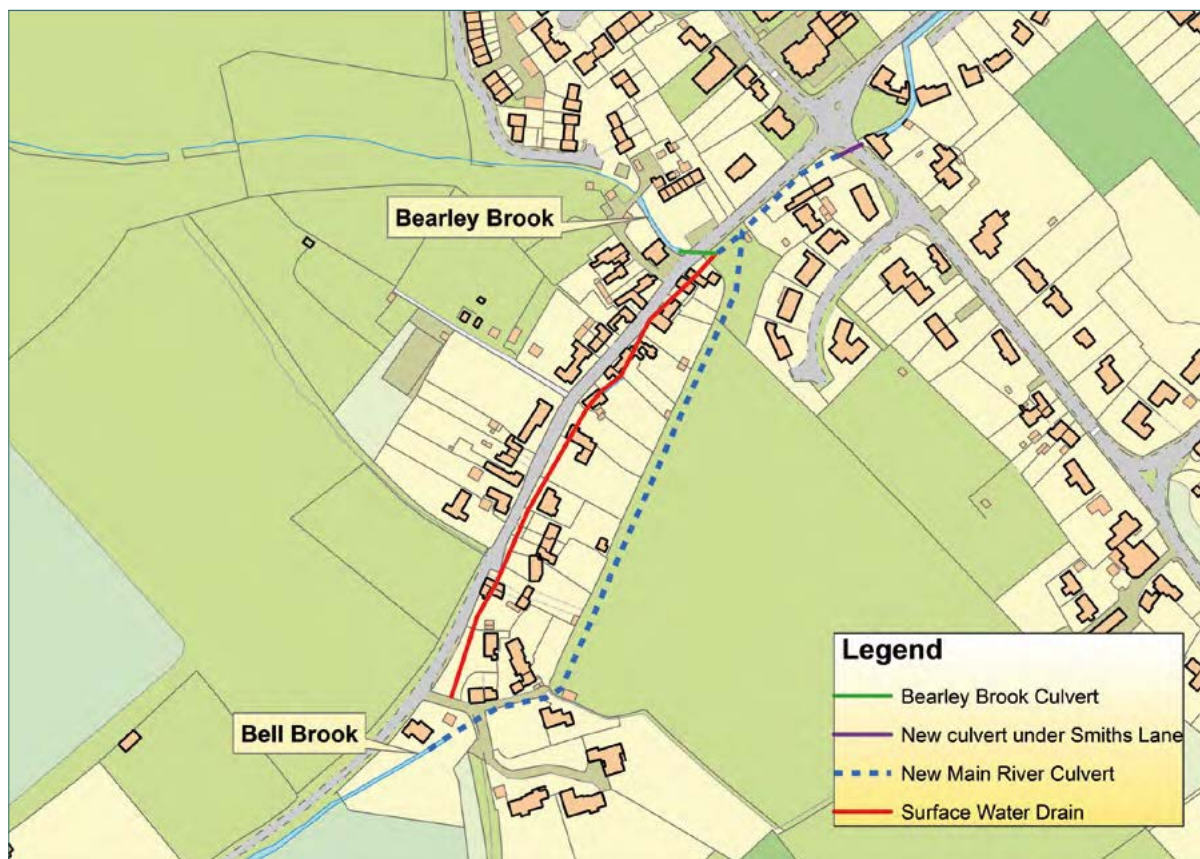 Bearley Brook
Bell Brook
Legend
Bearley Brook Culvert
New culvert under Smiths Lane
New Main River Culvert
Surface Water Drain